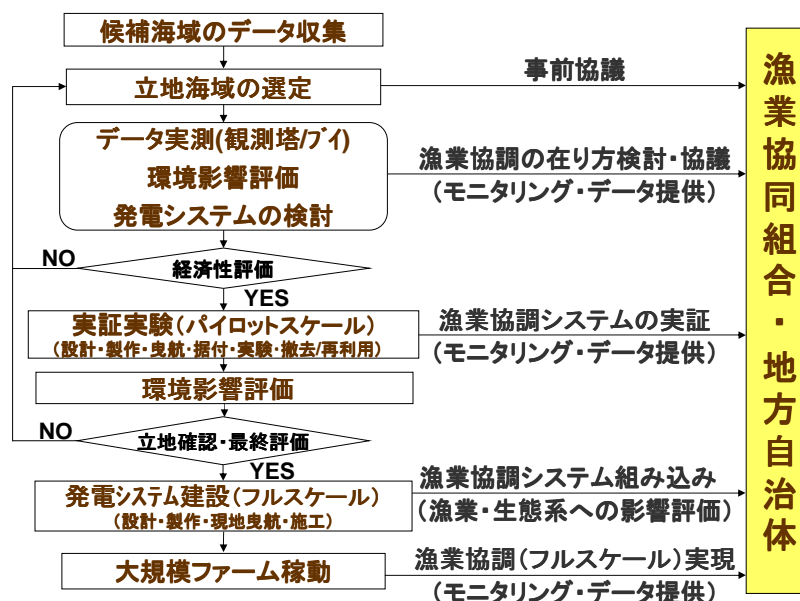 候補海域のデータ収集
立地海域の選定
事前協議
データ実測(観測塔/ブイ)
環境影響評価
発電システムの検討
漁業協調の在り方検討・協議
(モニタリング・データ提供)
NO
経済性評価
YES
実証実験(パイロットスケール)
(設計・製作・曳航・据付・実験・撤去/再利用)
漁業協調システムの実証
(モニタリング・データ提供)
環境影響評価
NO
立地確認・最終評価
YES
発電システム建設(フルスケール)
(設計・製作・現地曳航・施工)
漁業協調システム組み込み
(漁業・生態系への影響評価)
大規模ファーム稼動
漁業協調(フルスケール)実現
(モニタリング・データ提供)
漁業協同組合・地方自治体